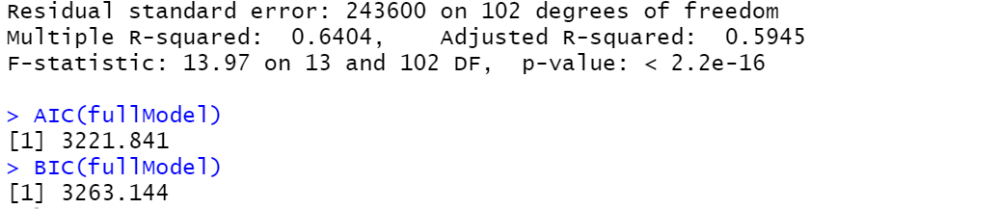 Residual standard error: 243600 on 102 degrees of freedom
Multiple R-squared:  0.6404,    Adjusted R-squared:  0.5945
F-statistic: 13.97 on 13 and 102 DF,  p-value: < 2.2e-16
> AIC(fullModel)
[1] 3221.841
> BIC(fullModel)
[1] 3263.144